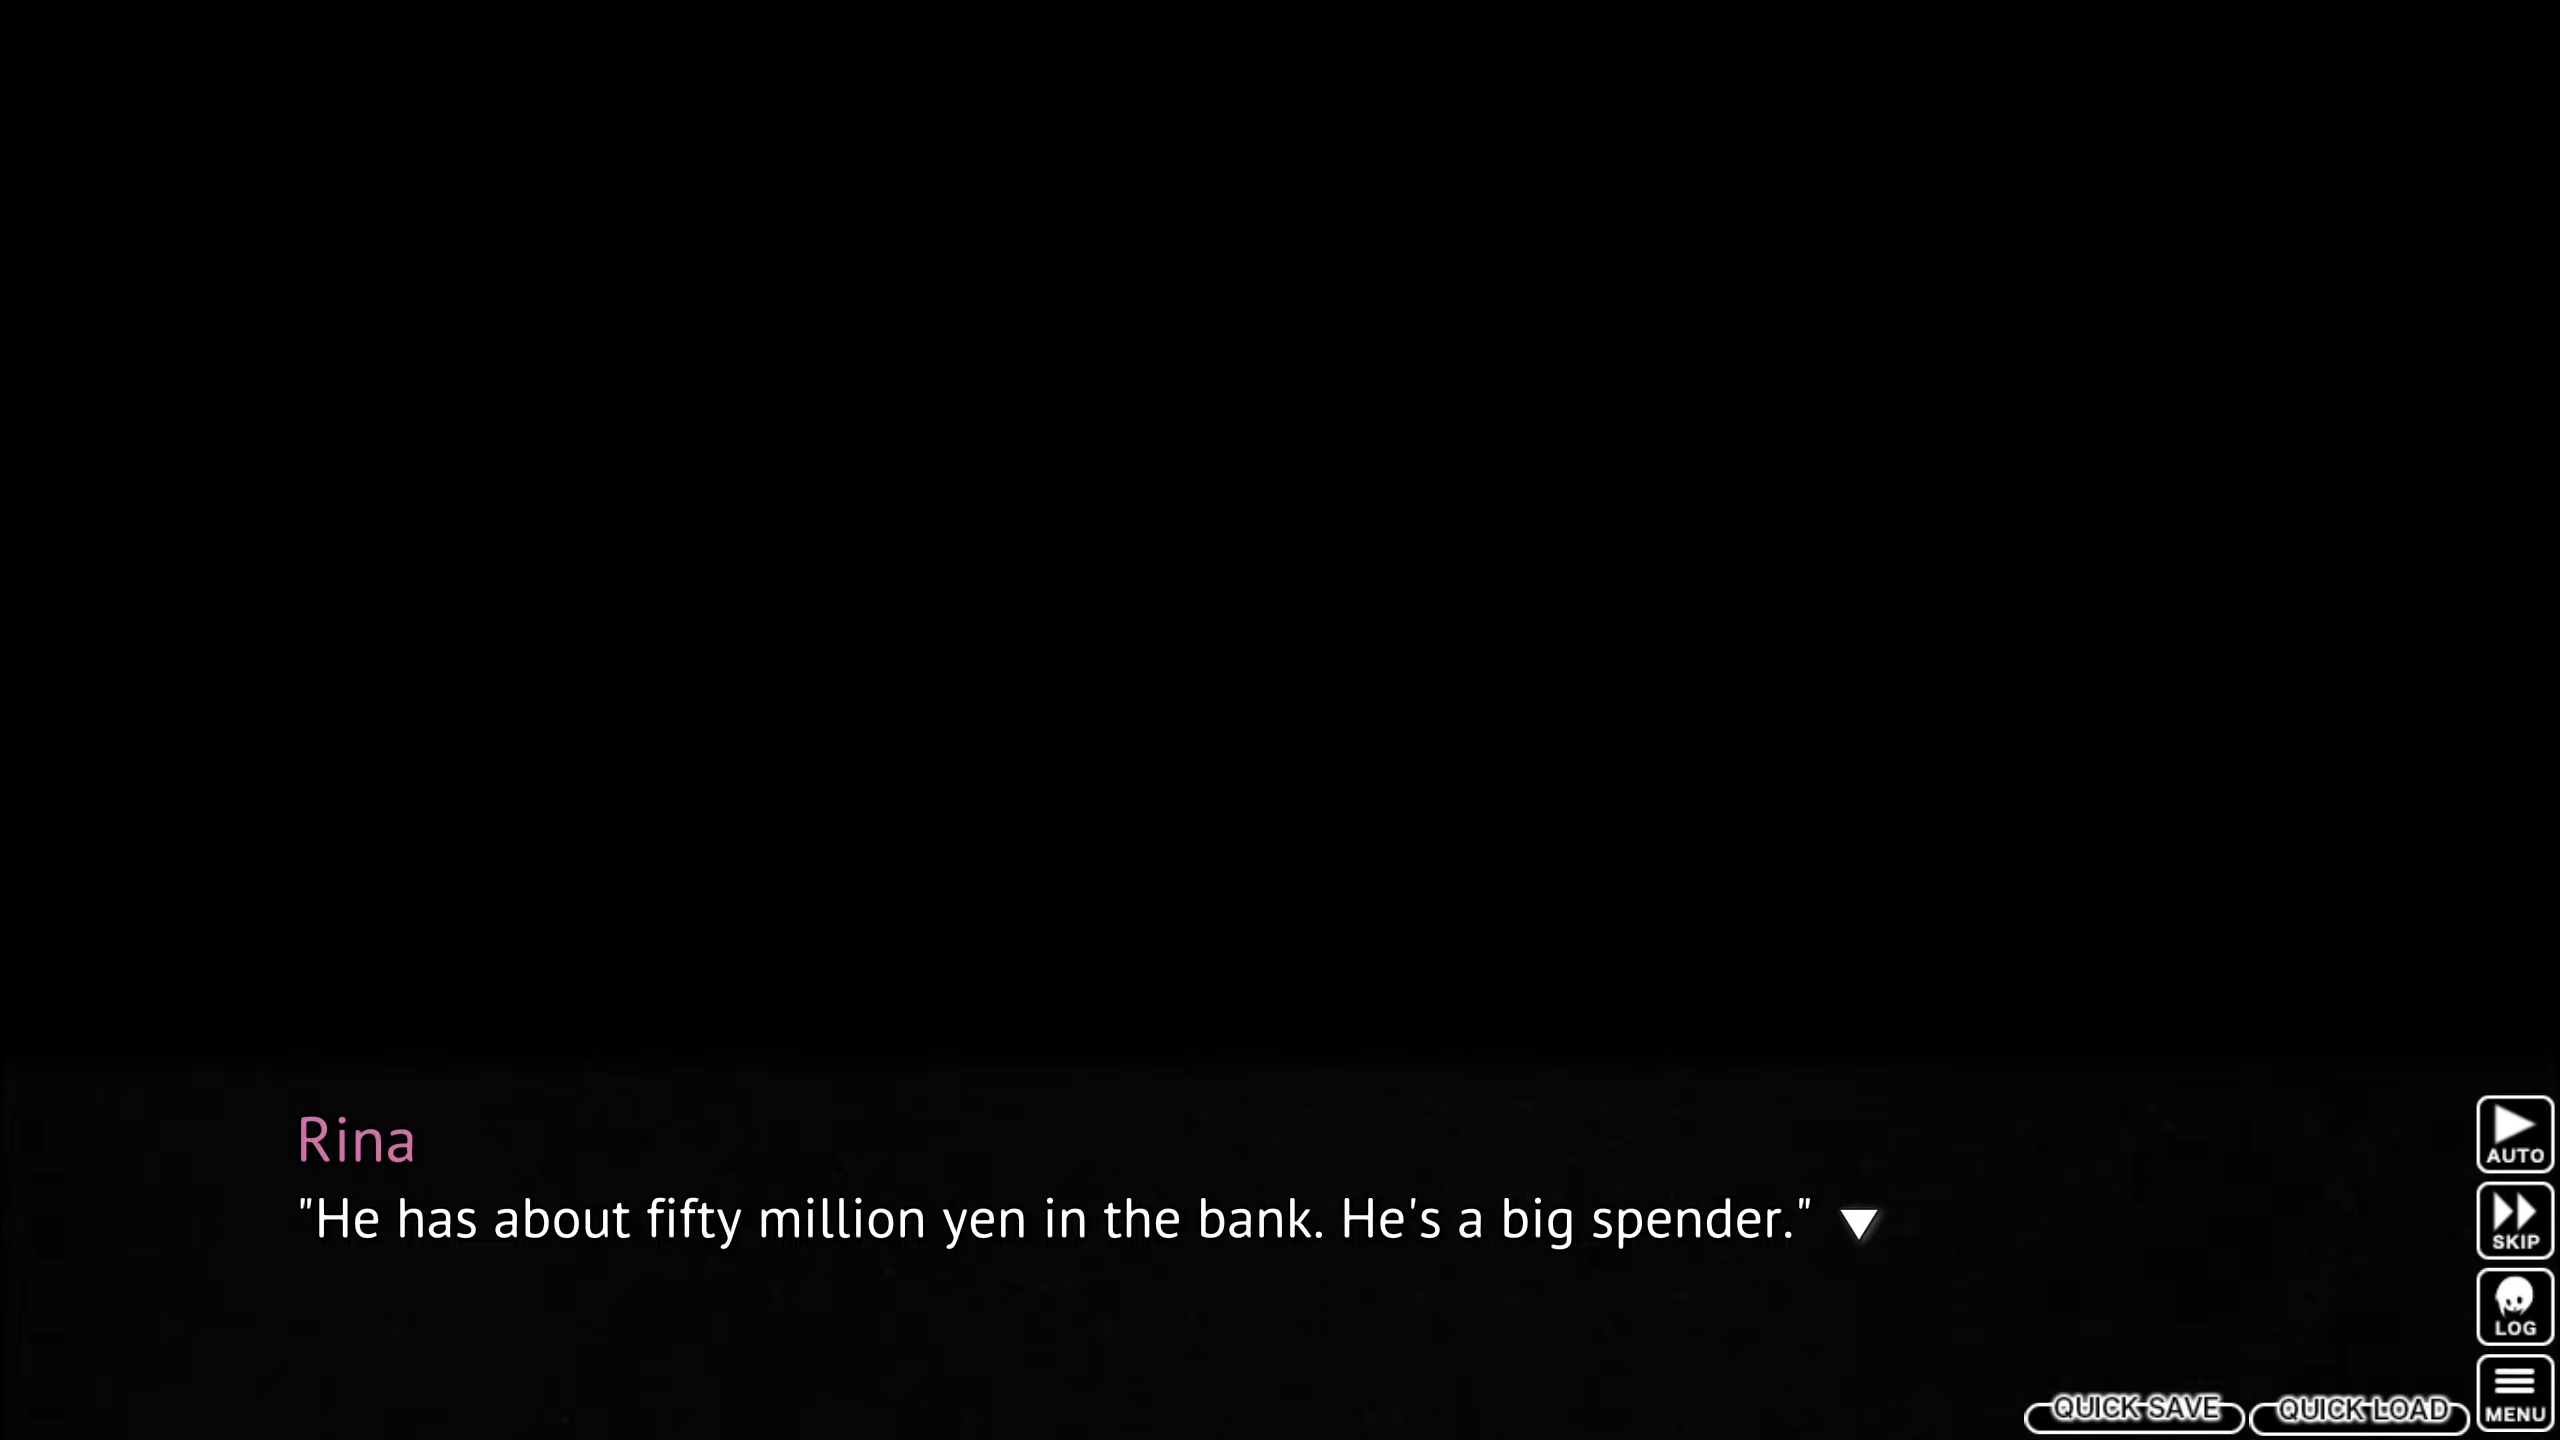 Rina
"He has about fifty million yen in the bank. He's a big spender."
AUTO
SKIP
LOG
MENU
QUICK SAVE
QUICK LOAD